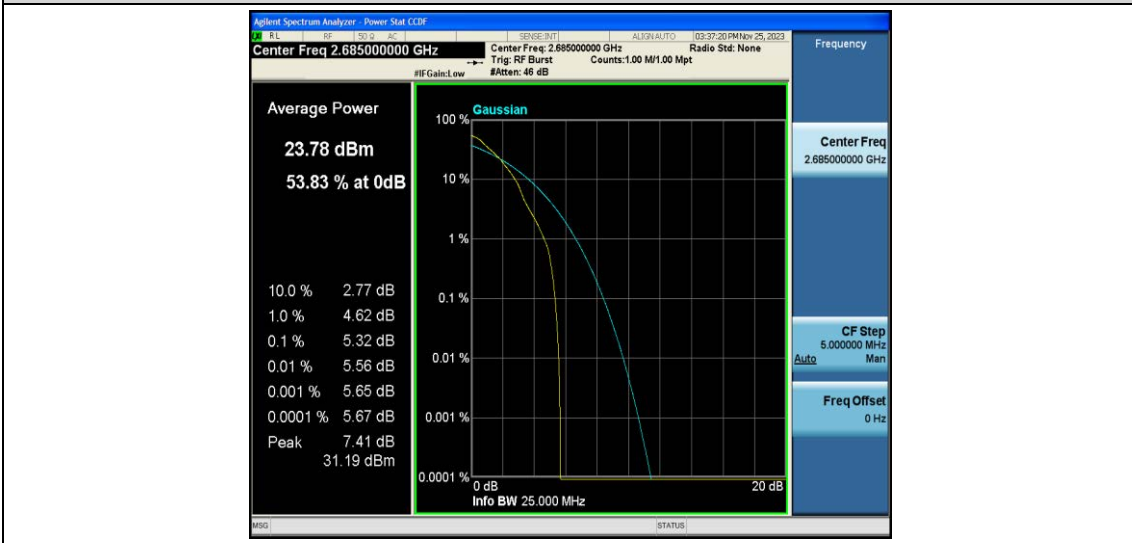 Agilent Spectrum Analyzer - Power Stat CCDF
RL RF 50 Ω AC SENSE:INT ALIGNAUTO 03:37:20 PM Nov 25, 2023
Center Freq 2.685000000 GHz
Center Freq: 2.685000000 GHz Radio Std: None
Trig: RF Burst Counts:1.00 M/1.00 Mpt
#IFGain:Low #Atten: 46 dB
Frequency
Average Power
23.78 dBm
53.83 % at 0dB
10.0 % 2.77 dB
1.0 % 4.62 dB
0.1 % 5.32 dB
0.01 % 5.56 dB
0.001 % 5.65 dB
0.0001 % 5.67 dB
Peak 7.41 dB
31.19 dBm
Gaussian
100 %
10 %
1 %
0.1 %
0.01 %
0.001 %
0.0001 %
0 dB 20 dB
Info BW 25.000 MHz
Center Freq
2.685000000 GHz
CF Step
5.000000 MHz
Auto Man
Freq Offset
0 Hz
MSG STATUS